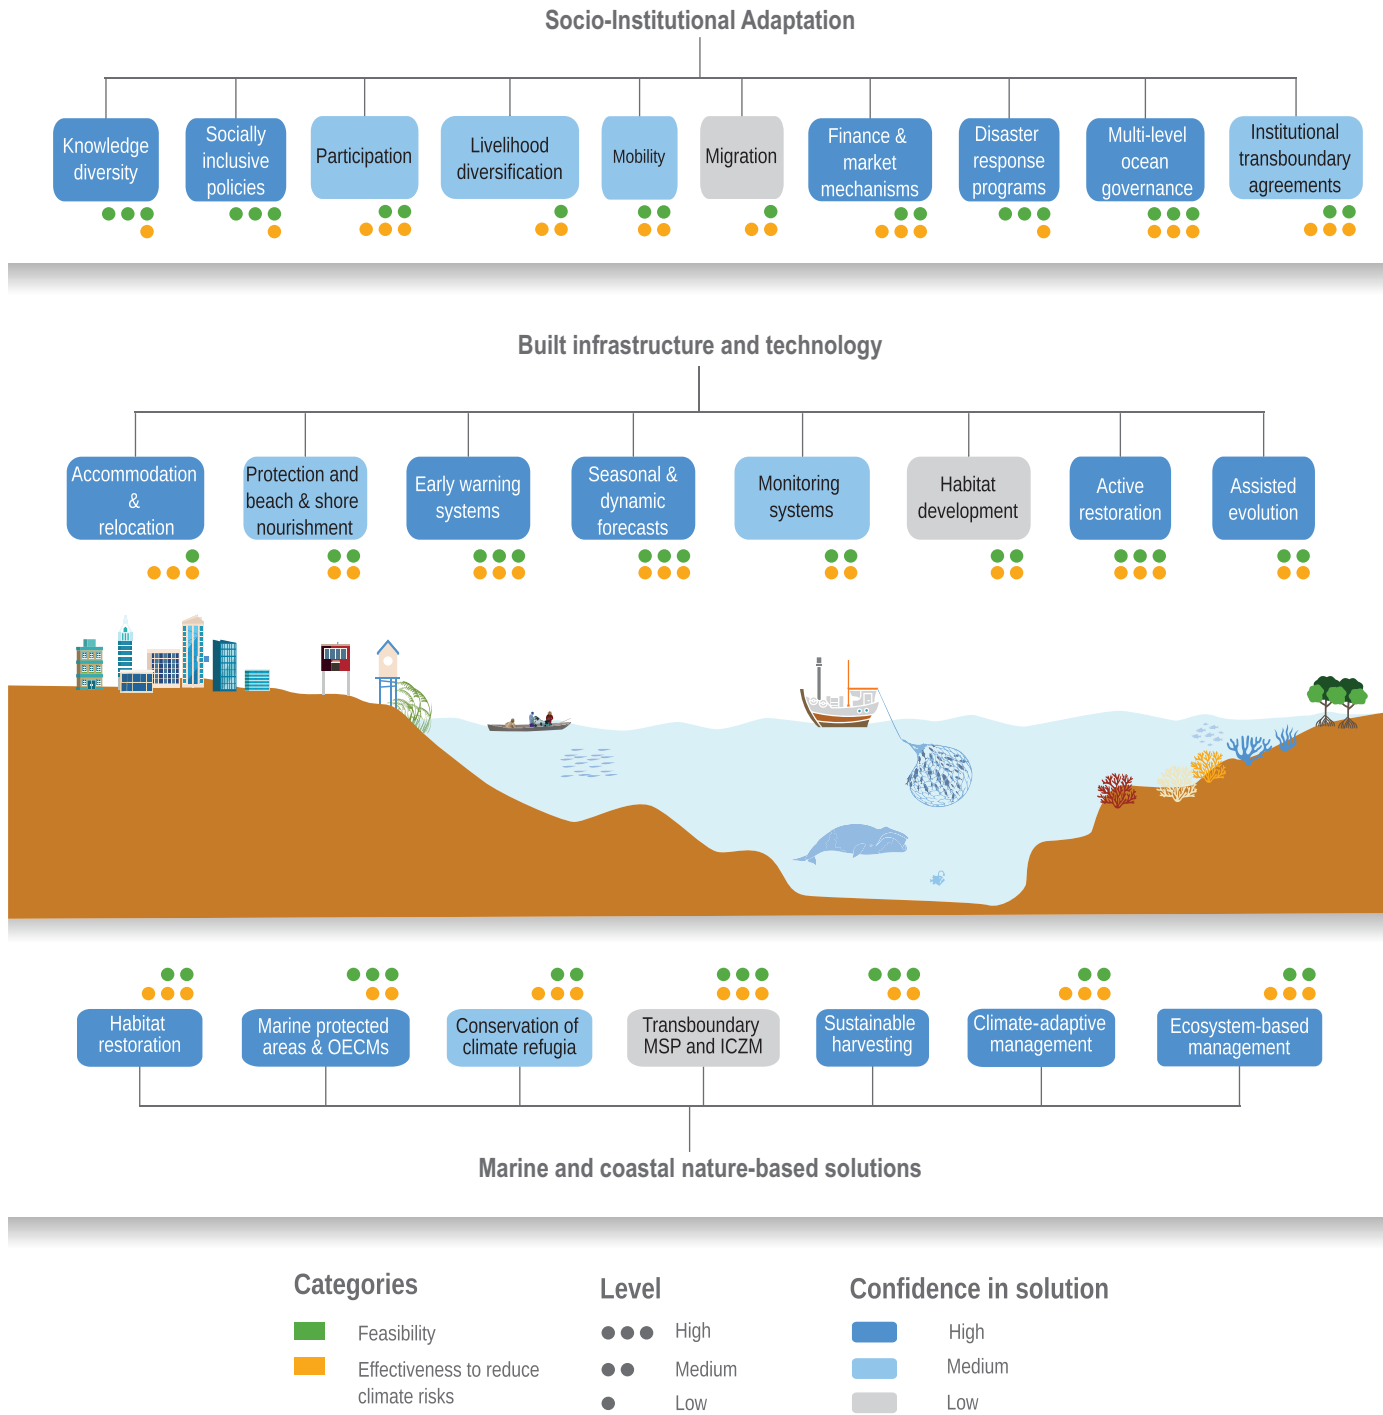 Socio-Institutional Adaptation
Knowledge
diversity
Socially
inclusive
policies
Participation
Livelihood
diversification
Mobility
Migration
Finance &
market
mechanisms
Disaster
response
programs
Multi-level
ocean
governance
Institutional
transboundary
agreements
Built infrastructure and technology
Accommodation
&
relocation
Protection and
beach & shore
nourishment
Early warning
systems
Seasonal &
dynamic
forecasts
Monitoring
systems
Habitat
development
Active
restoration
Assisted
evolution
Habitat
restoration
Marine protected
areas & OECMs
Conservation of
climate refugia
Transboundary
MSP and ICZM
Sustainable
harvesting
Climate-adaptive
management
Ecosystem-based
management
Marine and coastal nature-based solutions
Categories
Feasibility
Effectiveness to reduce
climate risks
Level
High
Medium
Low
Confidence in solution
High
Medium
Low